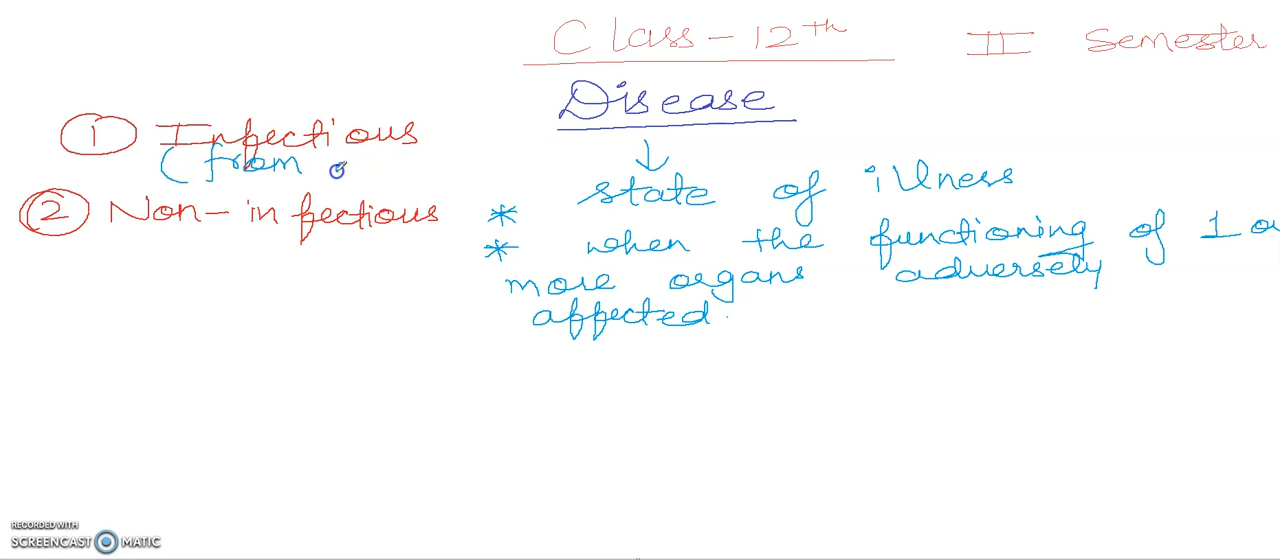 Class - 12th II Semester
Disease
① Infectious
(from
② Non-infectious
↓
* state of illness
* when the functioning of 1 o
more organs adversely
affected.
RECORDED WITH
SCREENCAST MATIC